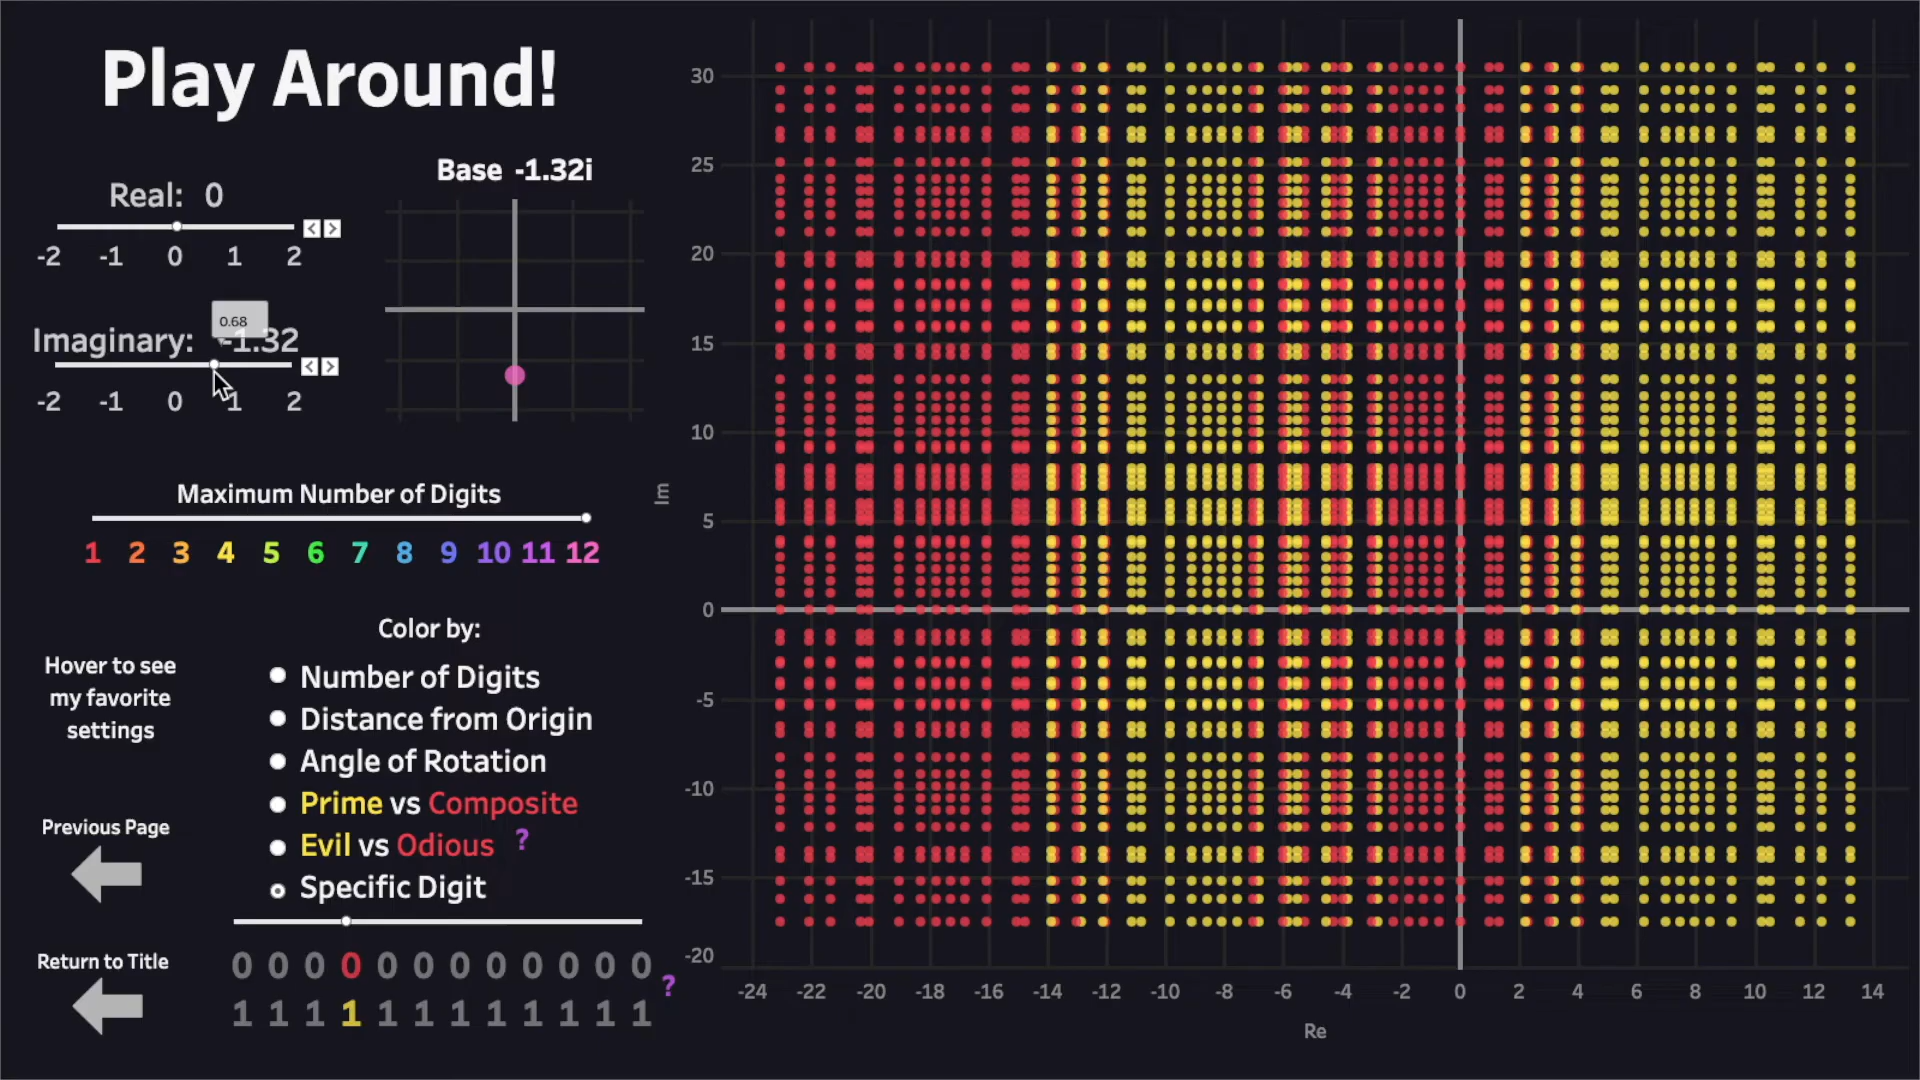 Play Around!
Real: 0
-2 -1 0 1 2
0.68
Imaginary: -1.32
-2 -1 0 1 2
Base -1.32i
Maximum Number of Digits
1 2 3 4 5 6 7 8 9 10 11 12
Color by:
Number of Digits
Distance from Origin
Angle of Rotation
Prime vs Composite
Evil vs Odious ?
Specific Digit
0 0 0 0 0 0 0 0 0 0 0 0
1 1 1 1 1 1 1 1 1 1 1 1
?
Hover to see
my favorite
settings
Previous Page
Return to Title
Im
30
25
20
15
10
5
0
-5
-10
-15
-20
-24 -22 -20 -18 -16 -14 -12 -10 -8 -6 -4 -2 0 2 4 6 8 10 12 14
Re